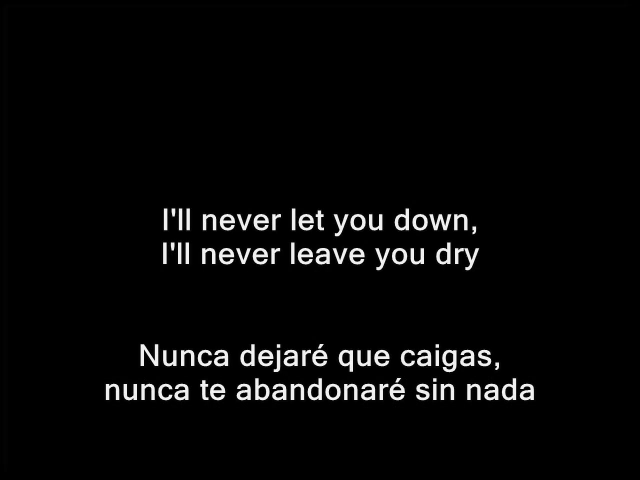 I'll never let you down,
I'll never leave you dry
Nunca dejaré que caigas,
nunca te abandonaré sin nada